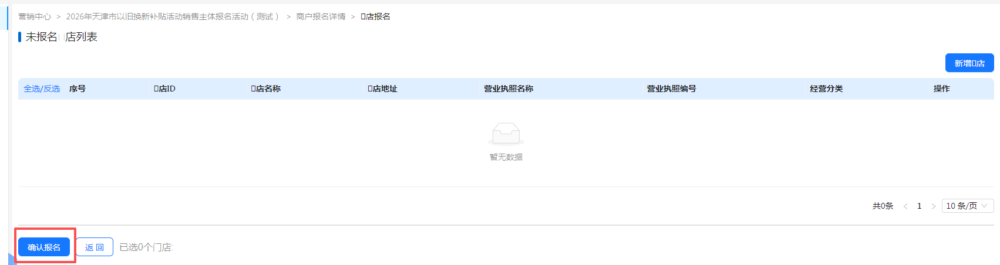 营销中心 > 2026年天津市以旧换新补贴活动销售主体报名活动（测试） > 商户报名详情 > □店报名
未报名□店列表
新增□店
全选/反选 序号 □店ID □店名称 □店地址 营业执照名称 营业执照编号 经营分类 操作
暂无数据
共0条 < 1 > 10 条/页
确认报名 返 回 已选0个门店: